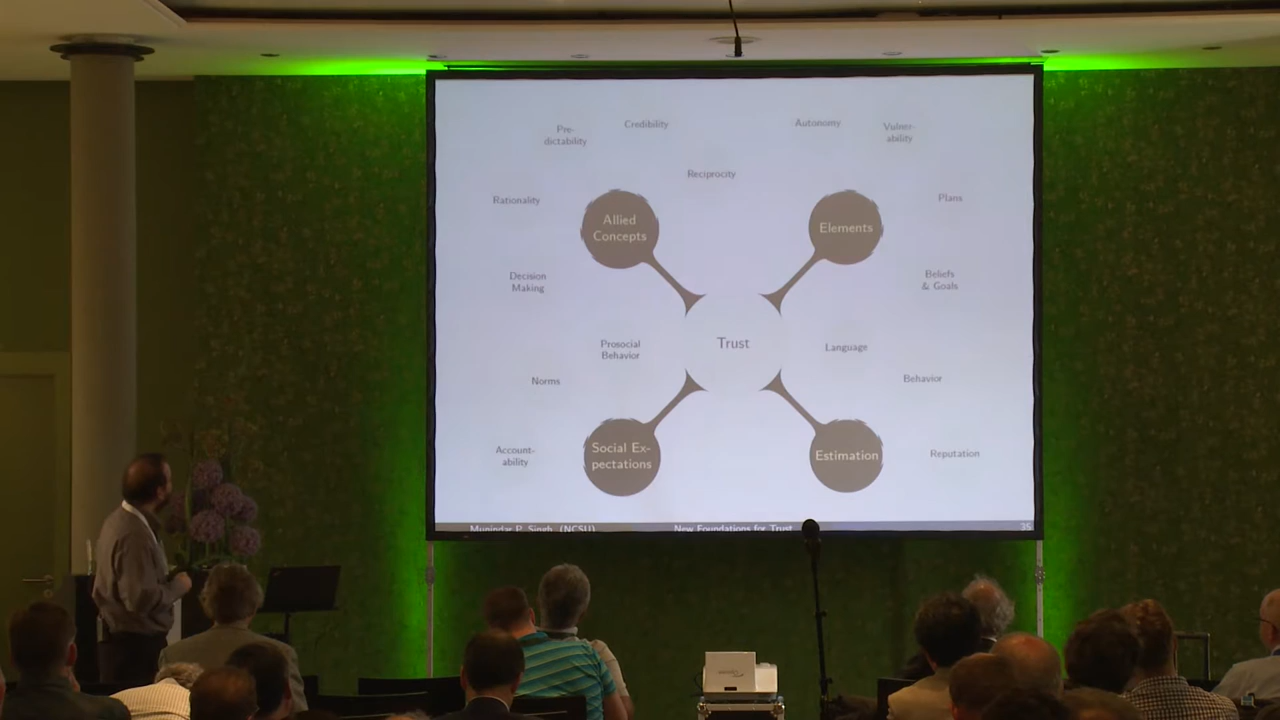 Pre-
dictability
Credibility
Autonomy
Vulner-
ability
Reciprocity
Rationality
Plans
Allied
Concepts
Elements
Decision
Making
Beliefs
& Goals
Prosocial
Behavior
Trust
Language
Norms
Behavior
Account-
ability
Social Ex-
pectations
Estimation
Reputation
Munindar P. Singh (NCSU)
New Foundations for Trust
35